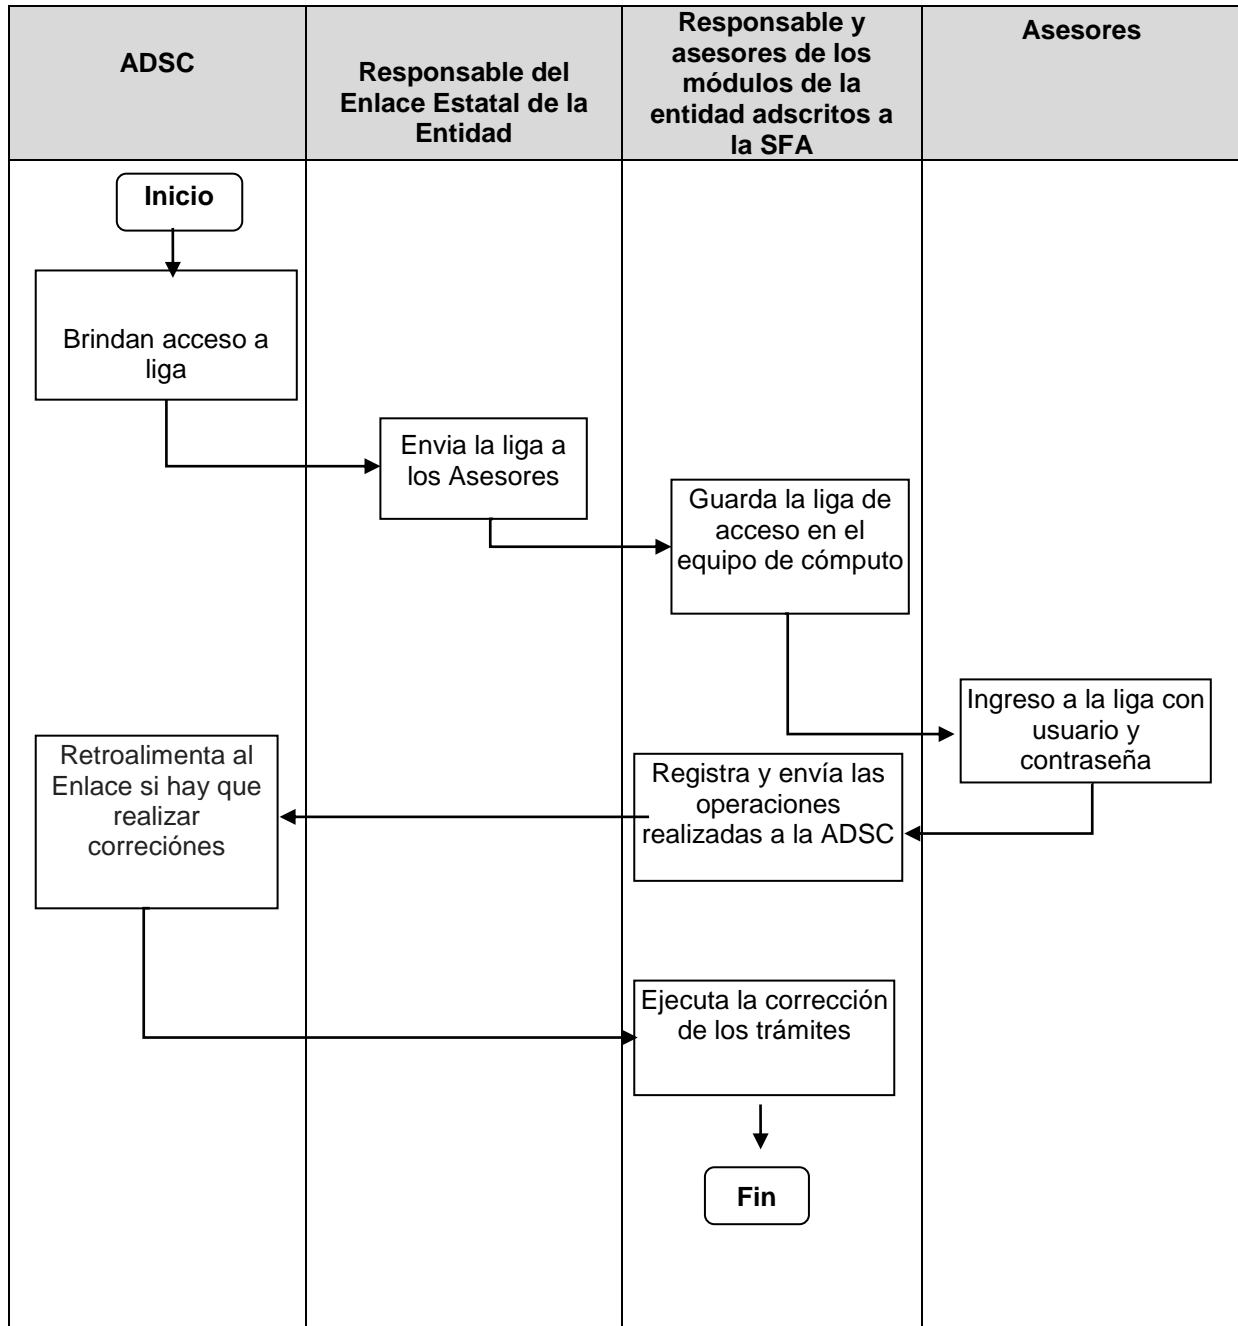 ADSC
Responsable del
Enlace Estatal de la
Entidad
Responsable y
asesores de los
módulos de la
entidad adscritos a
la SFA
Asesores
Inicio
Brindan acceso a
liga
Envia la liga a
los Asesores
Guarda la liga de
acceso en el
equipo de cómputo
Ingreso a la liga con
usuario y
contraseña
Registra y envía las
operaciones
realizadas a la ADSC
Retroalimenta al
Enlace si hay que
realizar
correciónes
Ejecuta la corrección
de los trámites
Fin